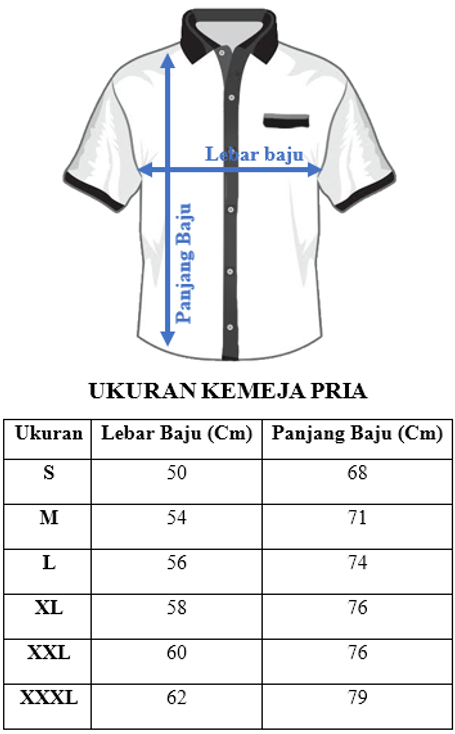 Lebar baju
Panjang Baju
UKURAN KEMEJA PRIA
Ukuran Lebar Baju (Cm) Panjang Baju (Cm)
S 50 68
M 54 71
L 56 74
XL 58 76
XXL 60 76
XXXL 62 79